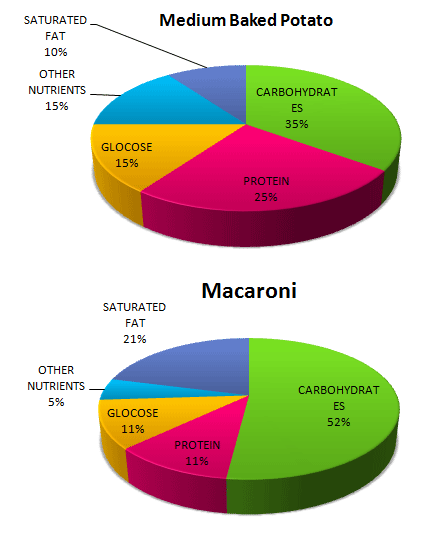 Medium Baked Potato
SATURATED
FAT
10%
OTHER
NUTRIENTS
15%
CARBOHYDRAT
ES
35%
GLOCOSE
15%
PROTEIN
25%
Macaroni
SATURATED
FAT
21%
OTHER
NUTRIENTS
5%
CARBOHYDRAT
ES
52%
GLOCOSE
11%
PROTEIN
11%